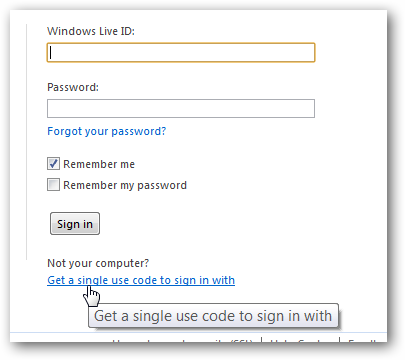 Windows Live ID:
Password:
Forgot your password?
Remember me
Remember my password
Sign in
Not your computer?
Get a single use code to sign in with
Get a single use code to sign in with